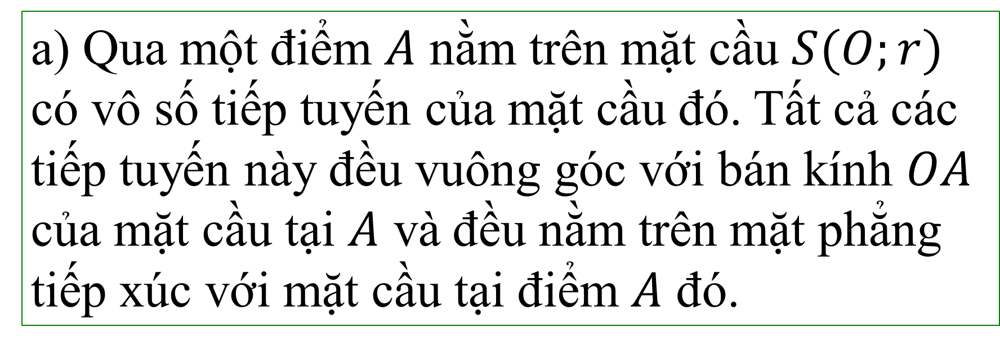 a) Qua một điểm A nằm trên mặt cầu S(O; r)
có vô số tiếp tuyến của mặt cầu đó. Tất cả các
tiếp tuyến này đều vuông góc với bán kính OA
của mặt cầu tại A và đều nằm trên mặt phẳng
tiếp xúc với mặt cầu tại điểm A đó.